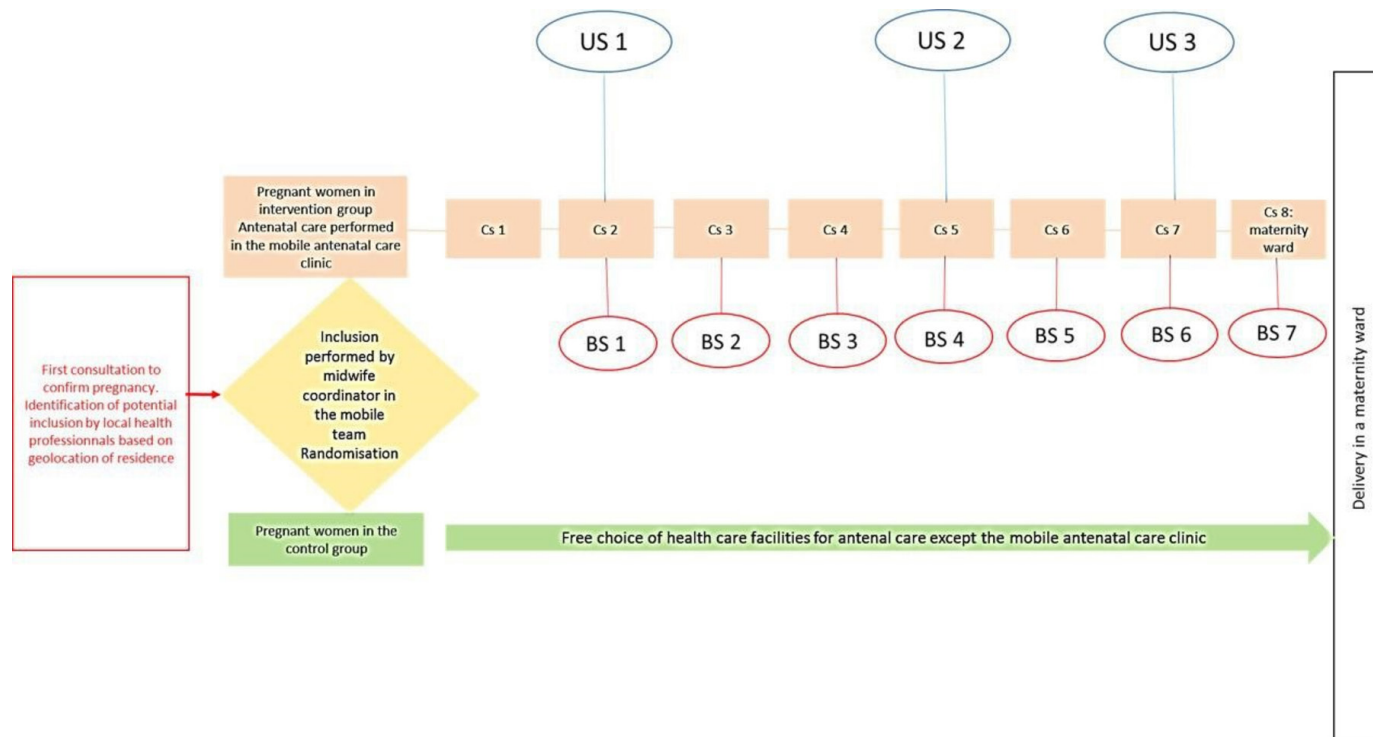 US 1
US 2
US 3
Pregnant women in
intervention group
Antenatal care performed
in the mobile antenatal care
clinic
Cs 1
Cs 2
Cs 3
Cs 4
Cs 5
Cs 6
Cs 7
Cs 8:
maternity
ward
BS 1
BS 2
BS 3
BS 4
BS 5
BS 6
BS 7
First consultation to
confirm pregnancy.
Identification of potential
inclusion by local health
professionnals based on
geolocation of residence
Inclusion
performed by
midwife
coordinator in
the mobile
team
Randomisation
Pregnant women in the
control group
Free choice of health care facilities for antenal care except the mobile antenatal care clinic
Delivery in a maternity ward